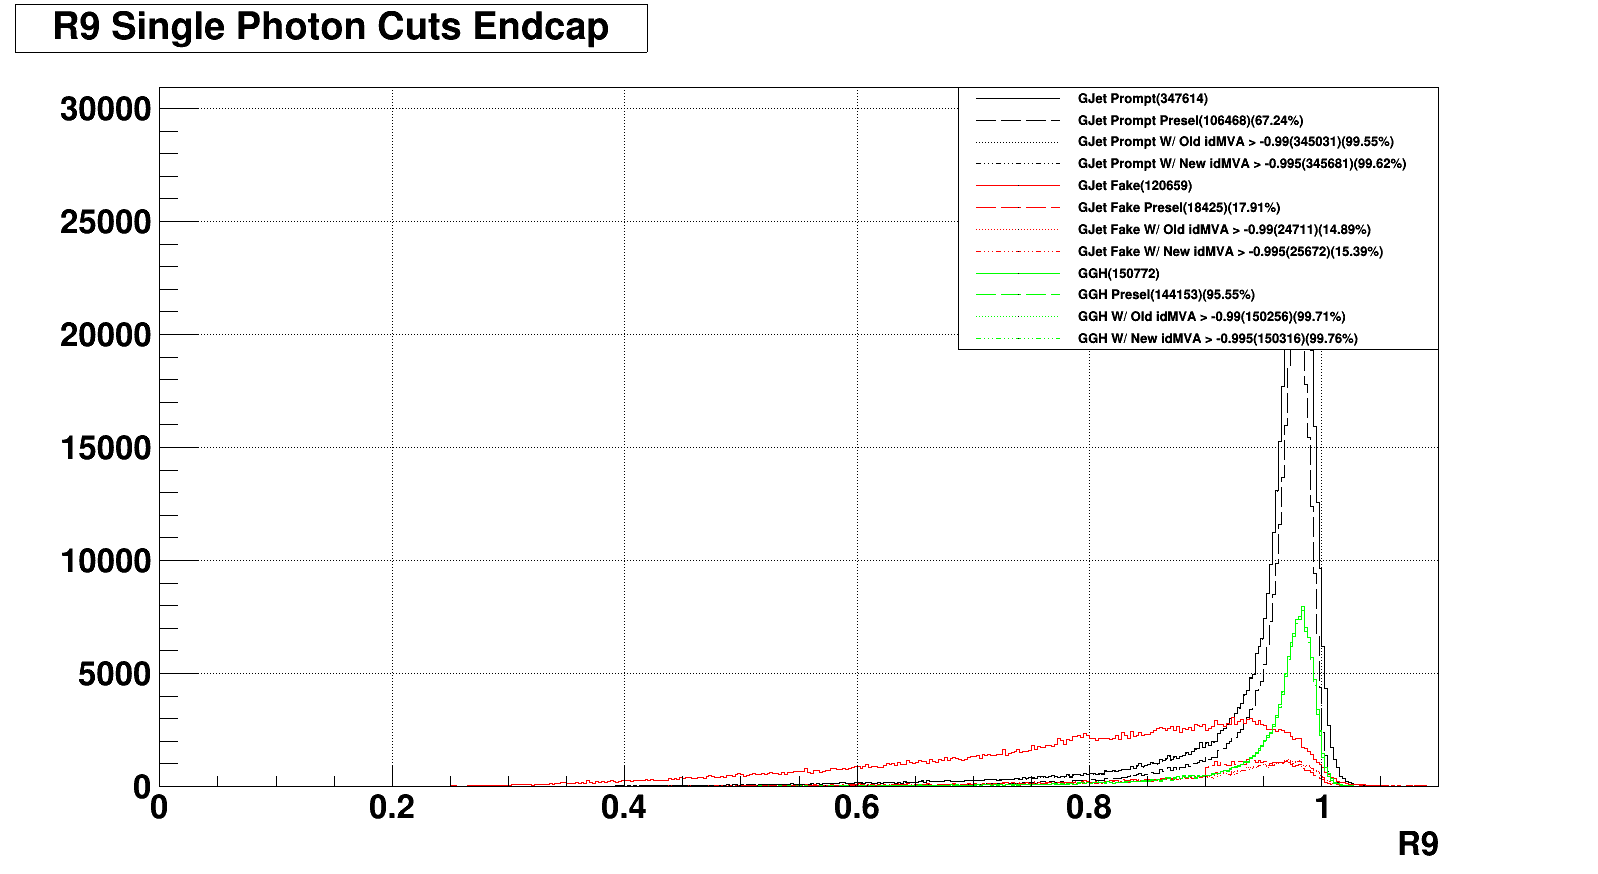 R9 Single Photon Cuts Endcap
30000
25000
20000
15000
10000
5000
0
GJet Prompt(347614)
GJet Prompt Presel(106468)(67.24%)
GJet Prompt W/ Old idMVA > -0.99(345031)(99.55%)
GJet Prompt W/ New idMVA > -0.995(345681)(99.62%)
GJet Fake(120659)
GJet Fake Presel(18425)(17.91%)
GJet Fake W/ Old idMVA > -0.99(24711)(14.89%)
GJet Fake W/ New idMVA > -0.995(25672)(15.39%)
GGH(150772)
GGH Presel(144153)(95.55%)
GGH W/ Old idMVA > -0.99(150256)(99.71%)
GGH W/ New idMVA > -0.995(150316)(99.76%)
0 0.2 0.4 0.6 0.8 1
R9